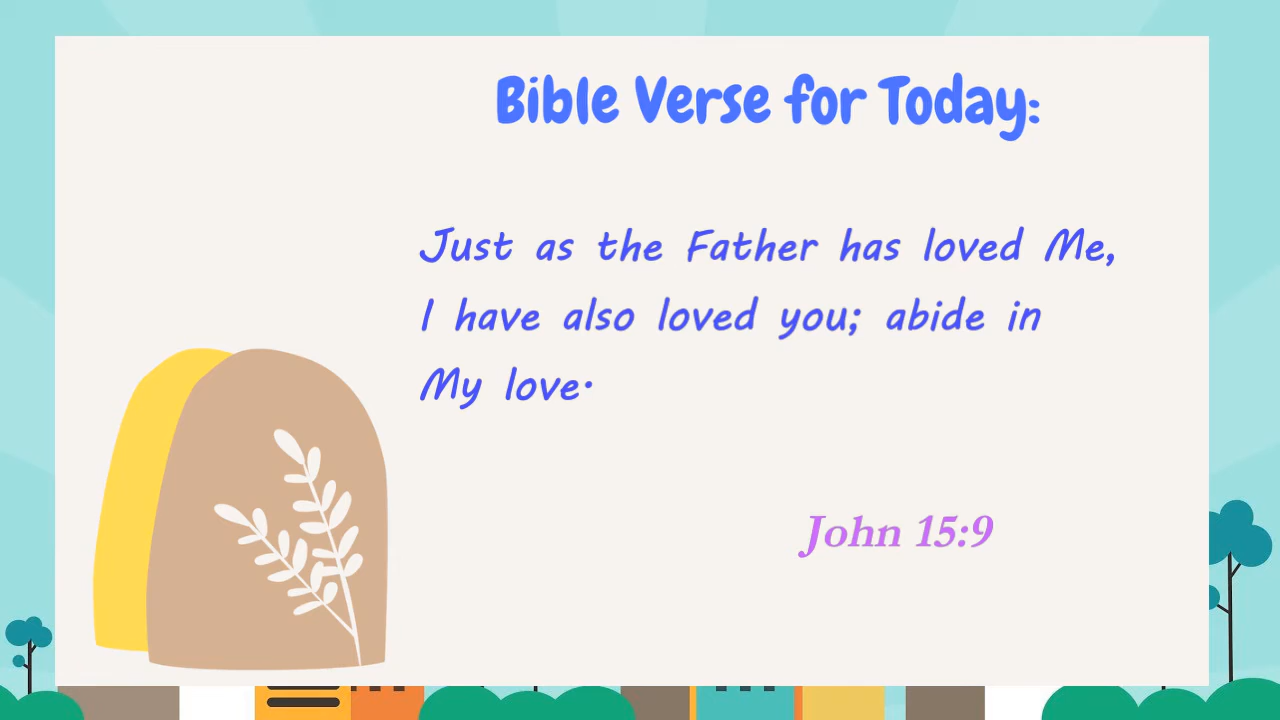 Bible Verse for Today:
Just as the Father has loved Me,
I have also loved you; abide in
My love.
John 15:9